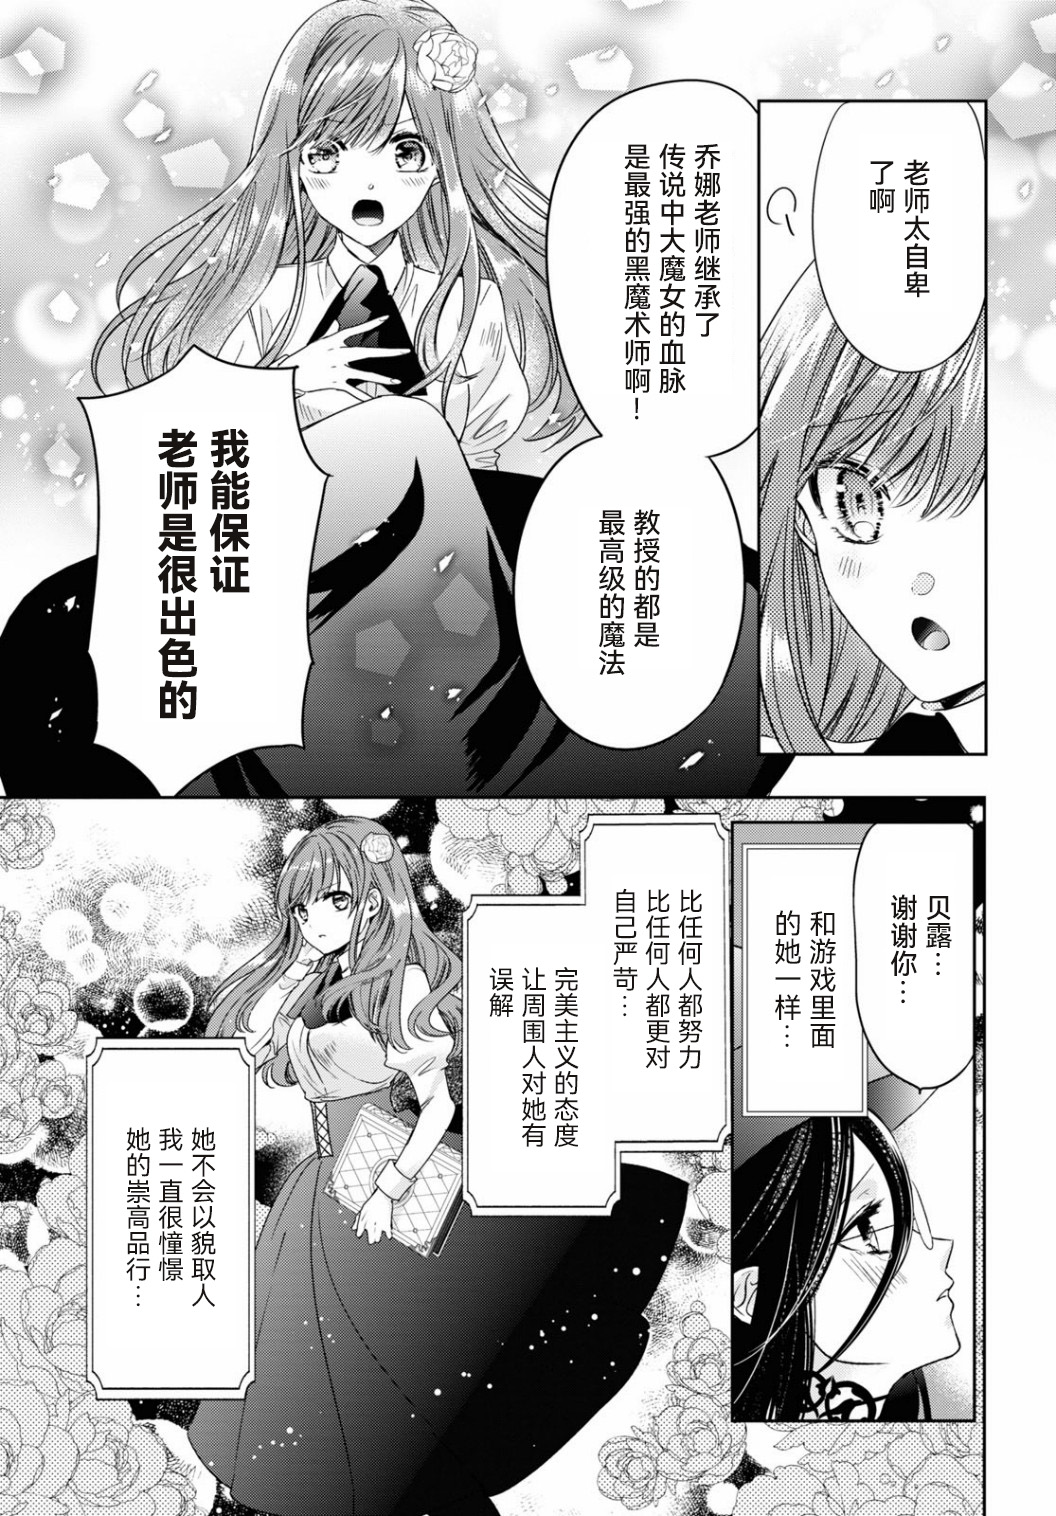 老师太自卑
了啊
乔娜老师继承了
传说中大魔女的血脉
是最强的黑魔术师啊！
教授的都是
最高级的魔法
我能保证
老师是很出色的
贝露…
谢谢你…
和游戏里面
的她一样…
比任何人都努力
比任何人都更对
自己严苛…
完美主义的态度
让周围人对她有
误解
她不会以貌取人
我一直很憧憬
她的崇高品行…